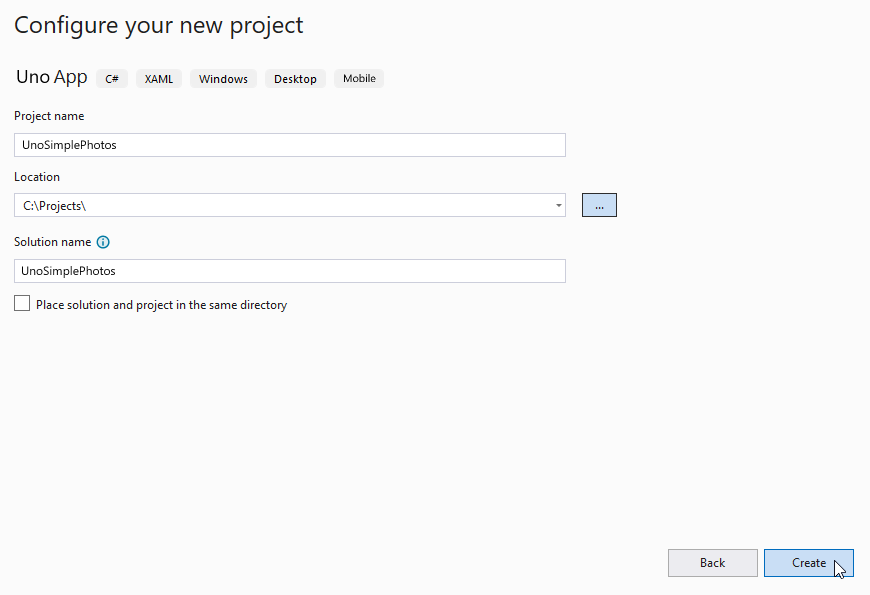 Configure your new project
Uno App C# XAML Windows Desktop Mobile
Project name
UnoSimplePhotos
Location
C:\Projects\
...
Solution name
UnoSimplePhotos
Place solution and project in the same directory
Back Create